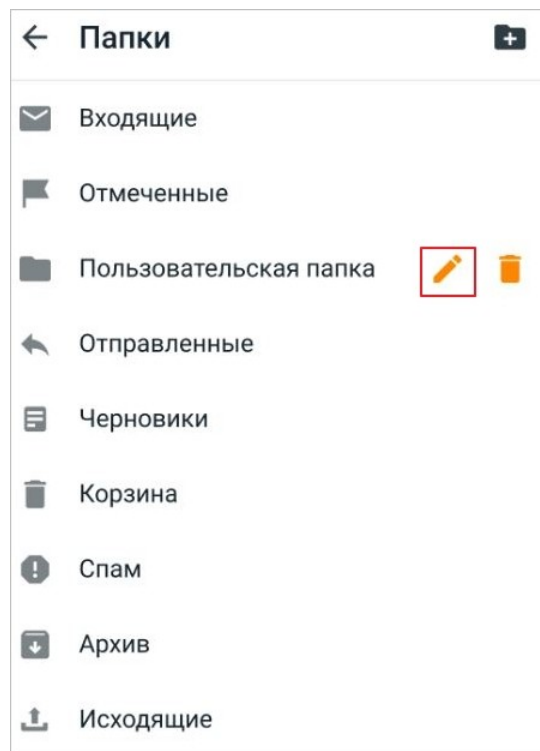 Папки
Входящие
Отмеченные
Пользовательская папка
Отправленные
Черновики
Корзина
Спам
Архив
Исходящие